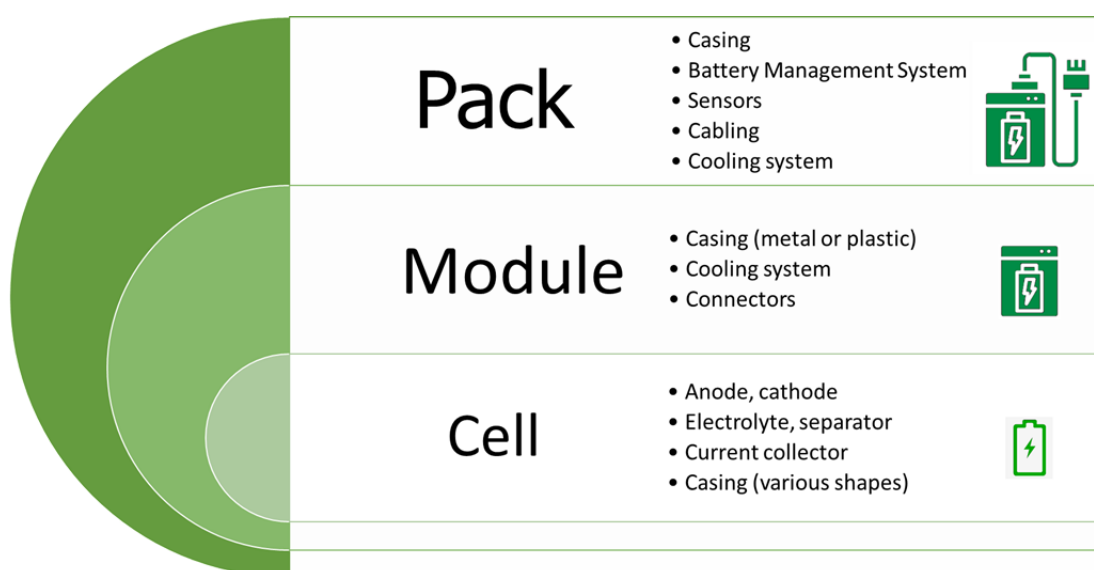 Pack
• Casing
• Battery Management System
• Sensors
• Cabling
• Cooling system
Module
• Casing (metal or plastic)
• Cooling system
• Connectors
Cell
• Anode, cathode
• Electrolyte, separator
• Current collector
• Casing (various shapes)